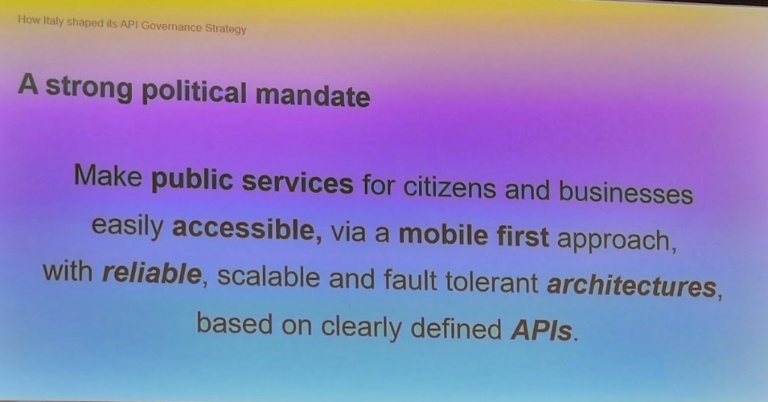 How Italy shaped its API Governance Strategy
A strong political mandate
Make public services for citizens and businesses
easily accessible, via a mobile first approach,
with reliable, scalable and fault tolerant architectures,
based on clearly defined APIs.